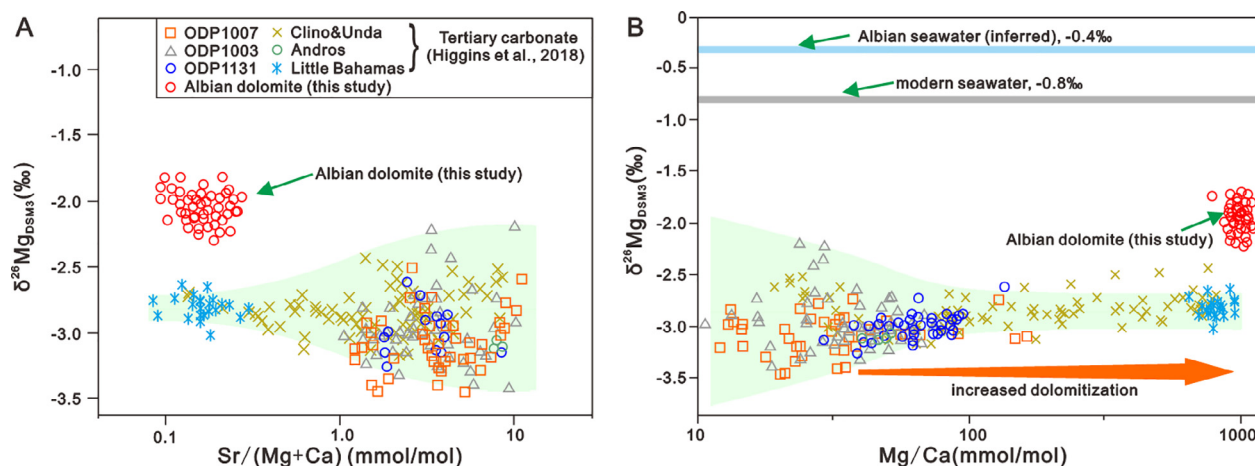 A
ODP1007
ODP1003
ODP1131
Albian dolomite (this study)
Clino&Unda
Andros
Little Bahamas
Tertiary carbonate
(Higgins et al., 2018)
-1.0
-1.5
-2.0
-2.5
-3.0
-3.5
δ26MgDSM3(‰)
Albian dolomite (this study)
0.1
1.0
10
Sr/(Mg+Ca) (mmol/mol)
B
0
-0.5
-1.0
-1.5
-2.0
-2.5
-3.0
-3.5
δ26MgDSM3(‰)
Albian seawater (inferred), -0.4‰
modern seawater, -0.8‰
Albian dolomite (this study)
increased dolomitization
10
100
1000
Mg/Ca(mmol/mol)